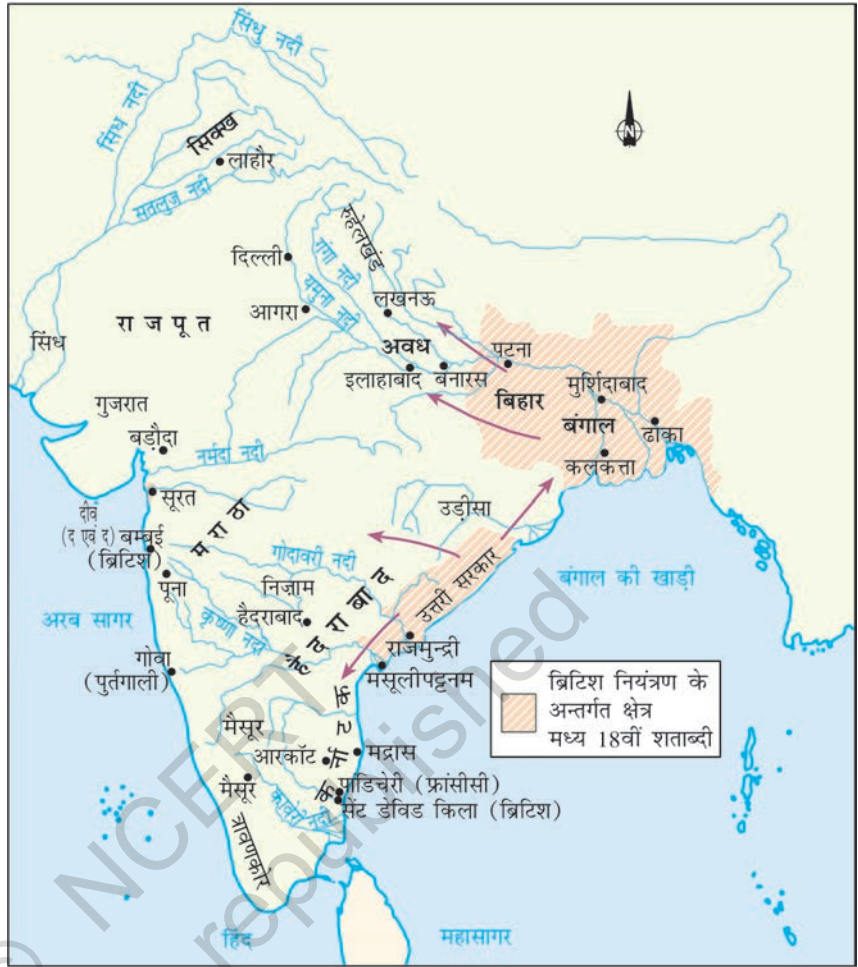 सिंधु नदी
सिंध नदी
सिक्ख
लाहौर
सतलुज नदी
रुहेलखंड
दिल्ली
गंगा नदी
यमुना नदी
लखनऊ
आगरा
राजपूत
सिंध
अवध
पटना
इलाहाबाद
बनारस
बिहार
मुर्शिदाबाद
बंगाल
ढाका
कलकत्ता
गुजरात
बड़ौदा
नर्मदा नदी
सूरत
उड़ीसा
दीव
(द एवं द)
बम्बई
(ब्रिटिश)
मराठा
पूना
गोदावरी नदी
निज़ाम
हैदराबाद
हैदराबाद
उत्तरी सरकार
बंगाल की खाड़ी
अरब सागर
कृष्णा नदी
राजमुन्द्री
मसूलीपट्टनम
गोवा
(पुर्तगाली)
ब्रिटिश नियंत्रण के
अन्तर्गत क्षेत्र
मध्य 18वीं शताब्दी
कर्नाटक
मैसूर
आरकॉट
मद्रास
मैसूर
पांडिचेरी (फ्रांसीसी)
सेंट डेविड किला (ब्रिटिश)
कावेरी नदी
त्रावणकोर
हिंद
महासागर
N
© NCERT
republished